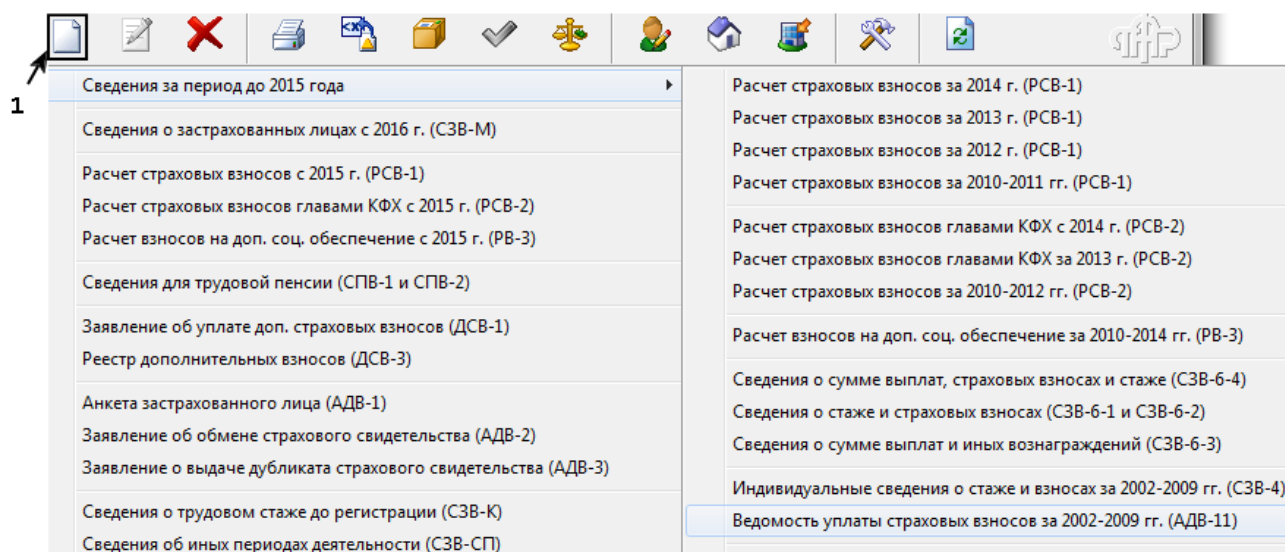 1
Сведения за период до 2015 года
Сведения о застрахованных лицах с 2016 г. (СЗВ-М)
Расчет страховых взносов с 2015 г. (РСВ-1)
Расчет страховых взносов главами КФХ с 2015 г. (РСВ-2)
Расчет взносов на доп. соц. обеспечение с 2015 г. (РВ-3)
Сведения для трудовой пенсии (СПВ-1 и СПВ-2)
Заявление об уплате доп. страховых взносов (ДСВ-1)
Реестр дополнительных взносов (ДСВ-3)
Анкета застрахованного лица (АДВ-1)
Заявление об обмене страхового свидетельства (АДВ-2)
Заявление о выдаче дубликата страхового свидетельства (АДВ-3)
Сведения о трудовом стаже до регистрации (СЗВ-К)
Сведения об иных периодах деятельности (СЗВ-СП)
Расчет страховых взносов за 2014 г. (РСВ-1)
Расчет страховых взносов за 2013 г. (РСВ-1)
Расчет страховых взносов за 2012 г. (РСВ-1)
Расчет страховых взносов за 2010-2011 гг. (РСВ-1)
Расчет страховых взносов главами КФХ с 2014 г. (РСВ-2)
Расчет страховых взносов главами КФХ за 2013 г. (РСВ-2)
Расчет страховых взносов за 2010-2012 гг. (РСВ-2)
Расчет взносов на доп. соц. обеспечение за 2010-2014 гг. (РВ-3)
Сведения о сумме выплат, страховых взносах и стаже (СЗВ-6-4)
Сведения о стаже и страховых взносах (СЗВ-6-1 и СЗВ-6-2)
Сведения о сумме выплат и иных вознаграждений (СЗВ-6-3)
Индивидуальные сведения о стаже и взносах за 2002-2009 гг. (СЗВ-4)
Ведомость уплаты страховых взносов за 2002-2009 гг. (АДВ-11)